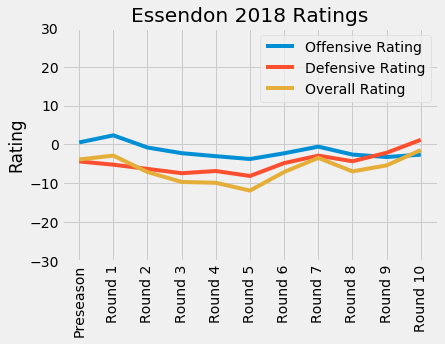 Essendon 2018 Ratings
Rating
30
20
10
0
−10
−20
−30
Offensive Rating
Defensive Rating
Overall Rating
Preseason
Round 1
Round 2
Round 3
Round 4
Round 5
Round 6
Round 7
Round 8
Round 9
Round 10